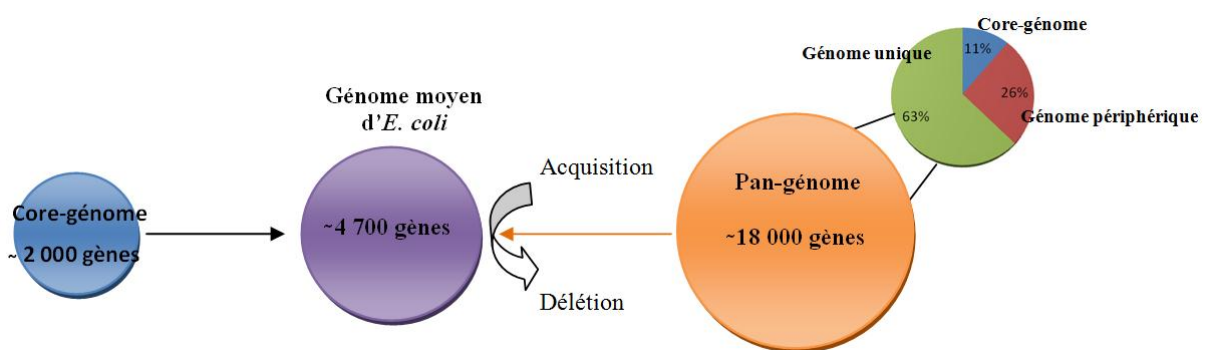 Core-génome
~ 2 000 gènes
Génome moyen
d'E. coli
~4 700 gènes
Acquisition
Délétion
Pan-génome
~18 000 gènes
Core-génome
11%
Génome unique
26%
63%
Génome périphérique